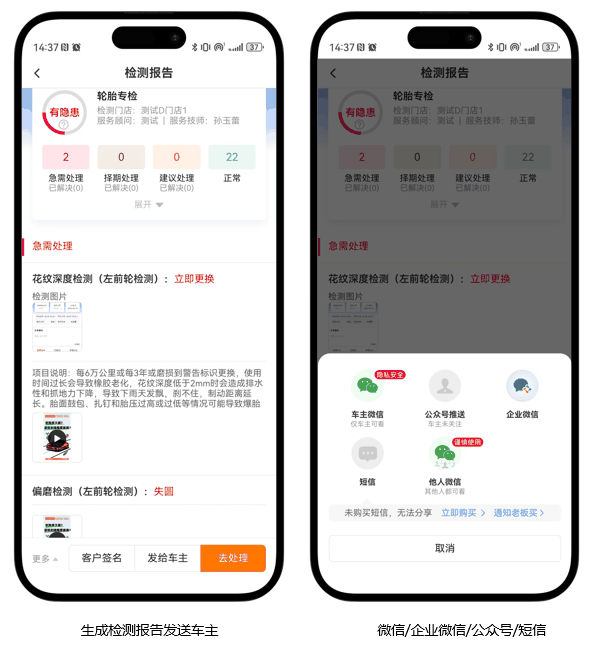 14:37
37
检测报告
有隐患
轮胎专检
检测门店：测试D门店1
服务顾问：测试 | 服务技师：孙玉蕾
2
0
0
22
急需处理
择期处理
建议处理
正常
已解决(0)
已解决(0)
已解决(0)
展开
急需处理
花纹深度检测（左前轮检测）：立即更换
检测图片
项目说明：每6万公里或每3年或磨损到警告标识更换，使用
时间过长会导致橡胶老化，花纹深度低于2mm时会造成排水
性和抓地力下降，导致下雨天发飘，刹不住，制动距离延
长。胎面鼓包、扎钉和胎压过高或过低等情况可能导致爆胎
偏磨检测（左前轮检测）：失圆
更多
客户签名
发给车主
去处理
生成检测报告发送车主
14:37
37
检测报告
有隐患
轮胎专检
检测门店：测试D门店1
服务顾问：测试 | 服务技师：孙玉蕾
2
0
0
22
急需处理
择期处理
建议处理
正常
已解决(0)
已解决(0)
已解决(0)
展开
急需处理
花纹深度检测（左前轮检测）：立即更换
检测图片
隐私安全
车主微信
仅车主可看
公众号推送
车主未关注
企业微信
短信
谨慎使用
他人微信
其他人都可看
未购买短信，无法分享 立即购买 > 通知老板买 >
取消
微信/企业微信/公众号/短信